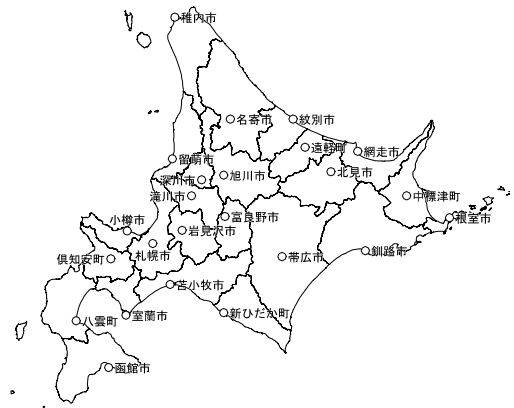 稚内市
名寄市
紋別市
遠軽町
網走市
留萌市
北見市
旭川市
深川市
滝川市
中標津町
小樽市
富良野市
根室市
岩見沢市
札幌市
釧路市
倶知安町
帯広市
苫小牧市
新ひだか町
室蘭市
八雲町
函館市